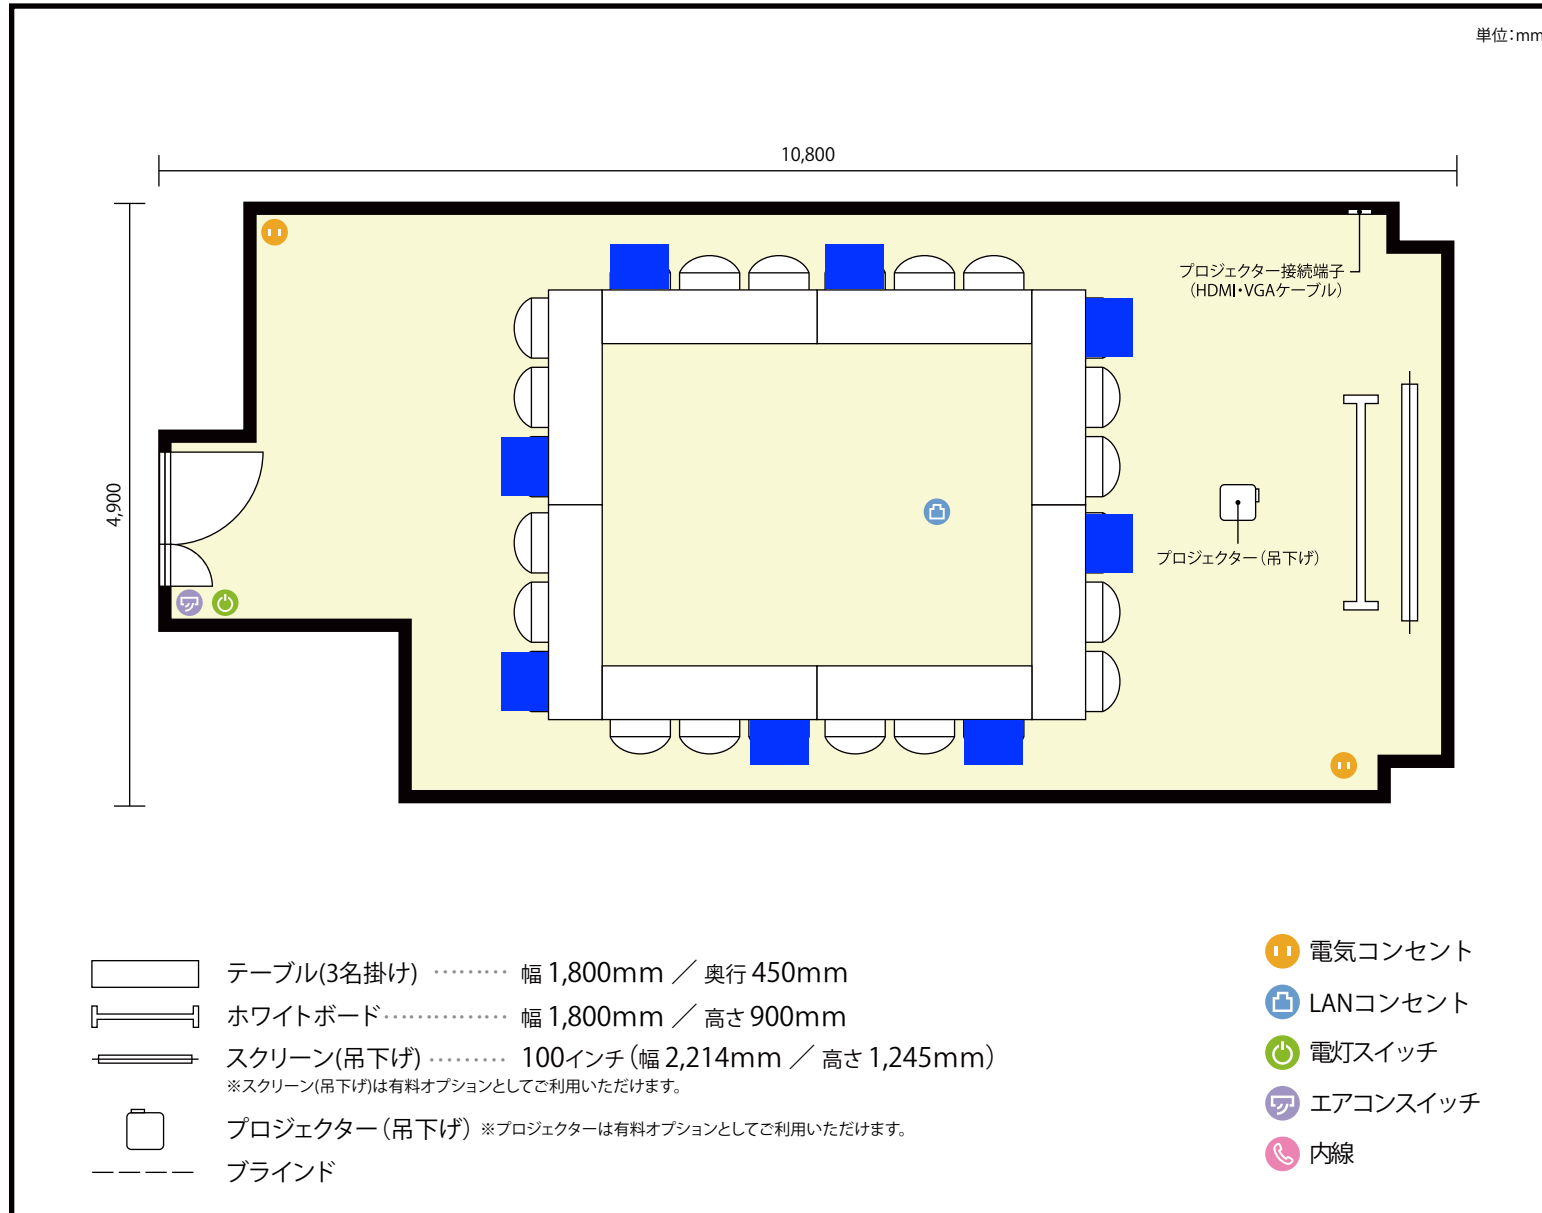 単位：mm
10,800
4,900
プロジェクター接続端子
（HDMI・VGAケーブル）
プロジェクター（吊下げ）
テーブル(3名掛け) ……… 幅 1,800mm ／ 奥行 450mm
ホワイトボード…………… 幅 1,800mm ／ 高さ 900mm
スクリーン(吊下げ) ……… 100インチ（幅 2,214mm ／ 高さ 1,245mm）
※スクリーン(吊下げ)は有料オプションとしてご利用いただけます。
プロジェクター（吊下げ） ※プロジェクターは有料オプションとしてご利用いただけます。
ブラインド
電気コンセント
LANコンセント
電灯スイッチ
エアコンスイッチ
内線